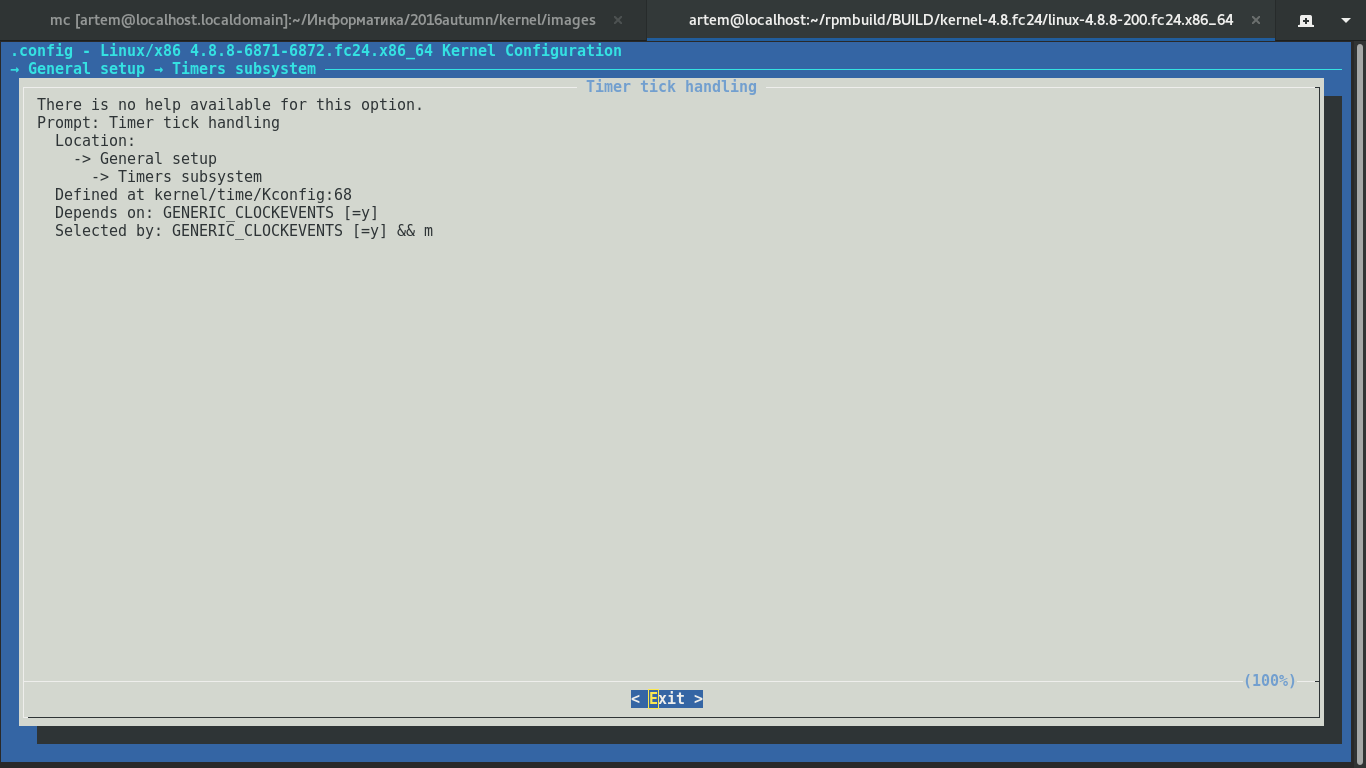 mc [artem@localhost.localdomain]:~/Информатика/2016autumn/kernel/images × artem@localhost:~/rpmbuild/BUILD/kernel-4.8.fc24/linux-4.8.8-200.fc24.x86_64 ×
.config - Linux/x86 4.8.8-6871-6872.fc24.x86_64 Kernel Configuration
→ General setup → Timers subsystem
Timer tick handling
There is no help available for this option.
Prompt: Timer tick handling
Location:
-> General setup
-> Timers subsystem
Defined at kernel/time/Kconfig:68
Depends on: GENERIC_CLOCKEVENTS [=y]
Selected by: GENERIC_CLOCKEVENTS [=y] && m
(100%)
< Exit >